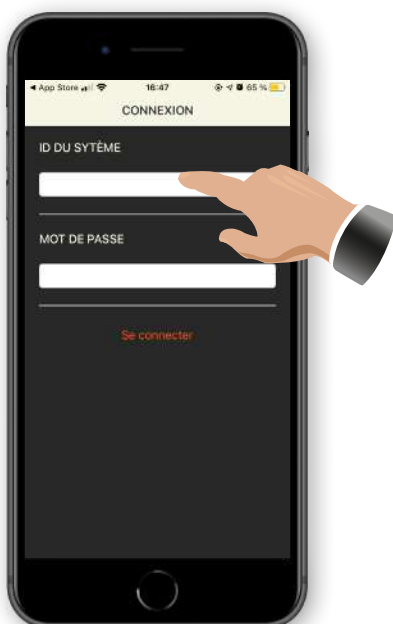 ◀ App Store 16:47 65 %
CONNEXION
ID DU SYTÈME
MOT DE PASSE
Se connecter